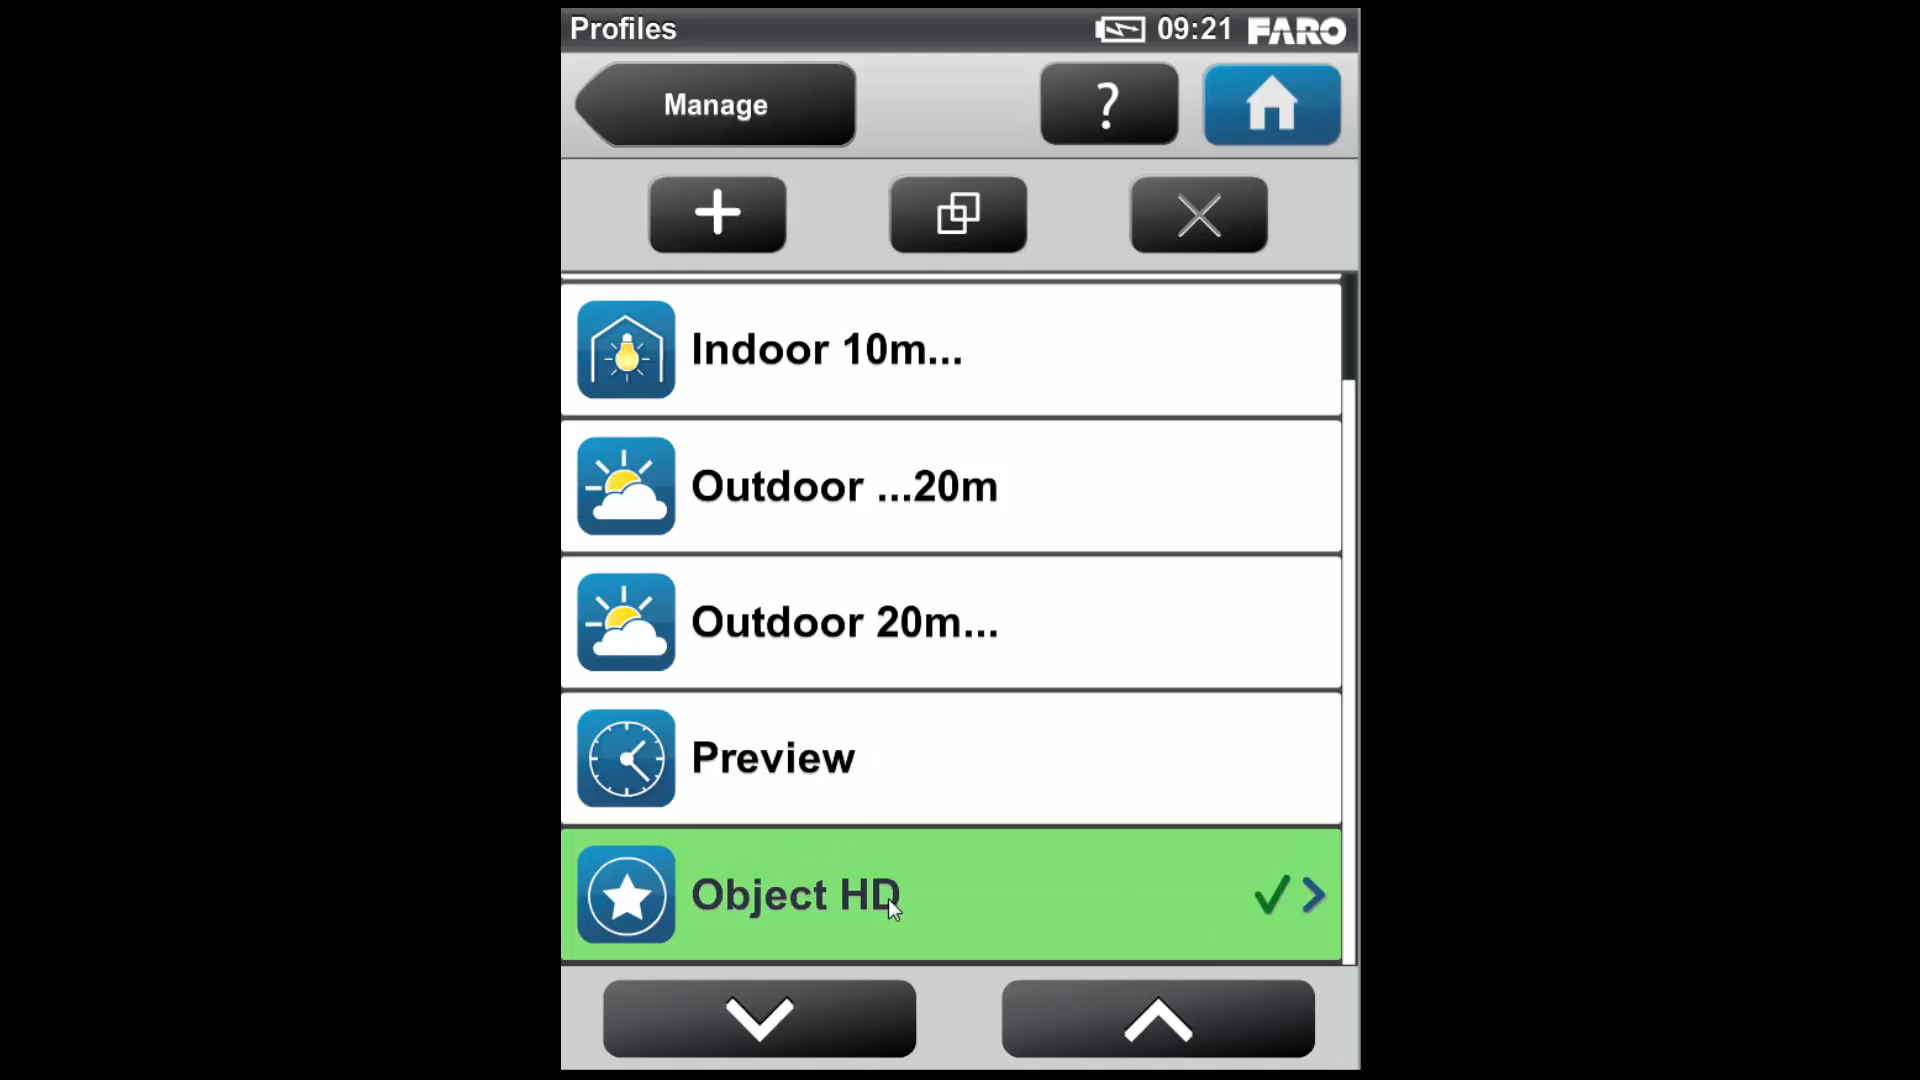 Profiles
09:21 FARO
Manage
?
Indoor 10m...
Outdoor ...20m
Outdoor 20m...
Preview
Object HD